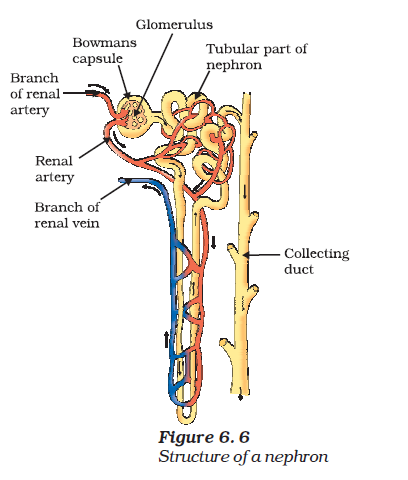 Glomerulus
Bowmans
capsule
Tubular part of
nephron
Branch
of renal
artery
Renal
artery
Branch of
renal vein
Collecting
duct
Figure 6.6
Structure of a nephron